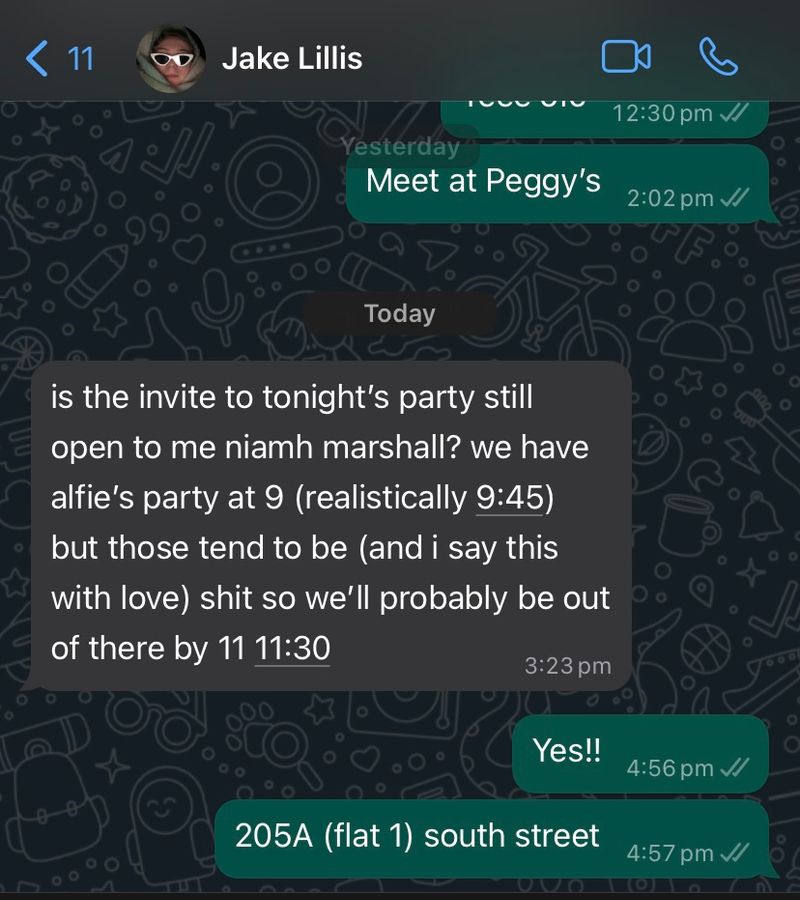 11
Jake Lillis
12:30 pm
Yesterday
Meet at Peggy's
2:02 pm
Today
is the invite to tonight's party still
open to me niamh marshall? we have
alfie's party at 9 (realistically 9:45)
but those tend to be (and i say this
with love) shit so we'll probably be out
of there by 11 11:30
3:23 pm
Yes!!
4:56 pm
205A (flat 1) south street
4:57 pm